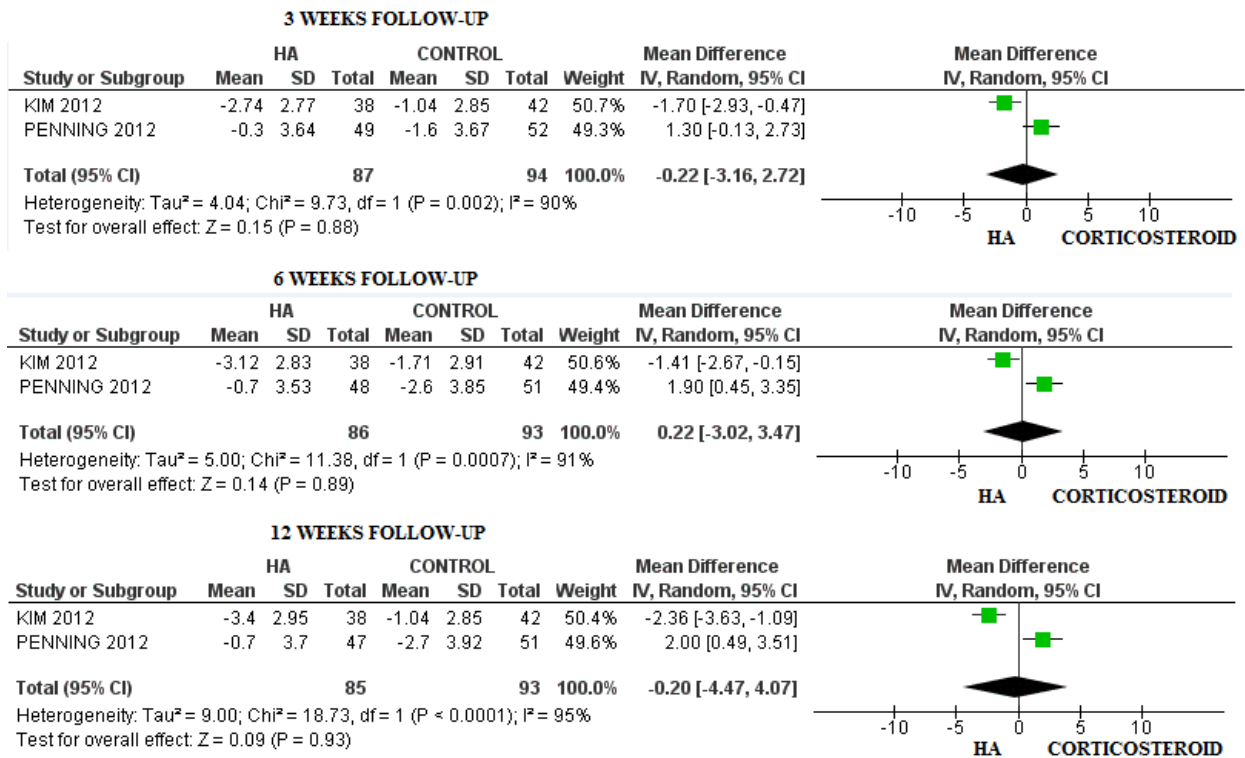 3 WEEKS FOLLOW-UP
HA CONTROL Mean Difference Mean Difference
Study or Subgroup Mean SD Total Mean SD Total Weight IV, Random, 95% CI IV, Random, 95% CI
KIM 2012 -2.74 2.77 38 -1.04 2.85 42 50.7% -1.70 [-2.93, -0.47]
PENNING 2012 -0.3 3.64 49 -1.6 3.67 52 49.3% 1.30 [-0.13, 2.73]
Total (95% CI) 87 94 100.0% -0.22 [-3.16, 2.72]
Heterogeneity: Tau² = 4.04; Chi² = 9.73, df = 1 (P = 0.002); I² = 90%
Test for overall effect: Z = 0.15 (P = 0.88)
-10 -5 0 5 10
HA CORTICOSTEROID
6 WEEKS FOLLOW-UP
HA CONTROL Mean Difference Mean Difference
Study or Subgroup Mean SD Total Mean SD Total Weight IV, Random, 95% CI IV, Random, 95% CI
KIM 2012 -3.12 2.83 38 -1.71 2.91 42 50.6% -1.41 [-2.67, -0.15]
PENNING 2012 -0.7 3.53 48 -2.6 3.85 51 49.4% 1.90 [0.45, 3.35]
Total (95% CI) 86 93 100.0% 0.22 [-3.02, 3.47]
Heterogeneity: Tau² = 5.00; Chi² = 11.38, df = 1 (P = 0.0007); I² = 91%
Test for overall effect: Z = 0.14 (P = 0.89)
-10 -5 0 5 10
HA CORTICOSTEROID
12 WEEKS FOLLOW-UP
HA CONTROL Mean Difference Mean Difference
Study or Subgroup Mean SD Total Mean SD Total Weight IV, Random, 95% CI IV, Random, 95% CI
KIM 2012 -3.4 2.95 38 -1.04 2.85 42 50.4% -2.36 [-3.63, -1.09]
PENNING 2012 -0.7 3.7 47 -2.7 3.92 51 49.6% 2.00 [0.49, 3.51]
Total (95% CI) 85 93 100.0% -0.20 [-4.47, 4.07]
Heterogeneity: Tau² = 9.00; Chi² = 18.73, df = 1 (P < 0.0001); I² = 95%
Test for overall effect: Z = 0.09 (P = 0.93)
-10 -5 0 5 10
HA CORTICOSTEROID